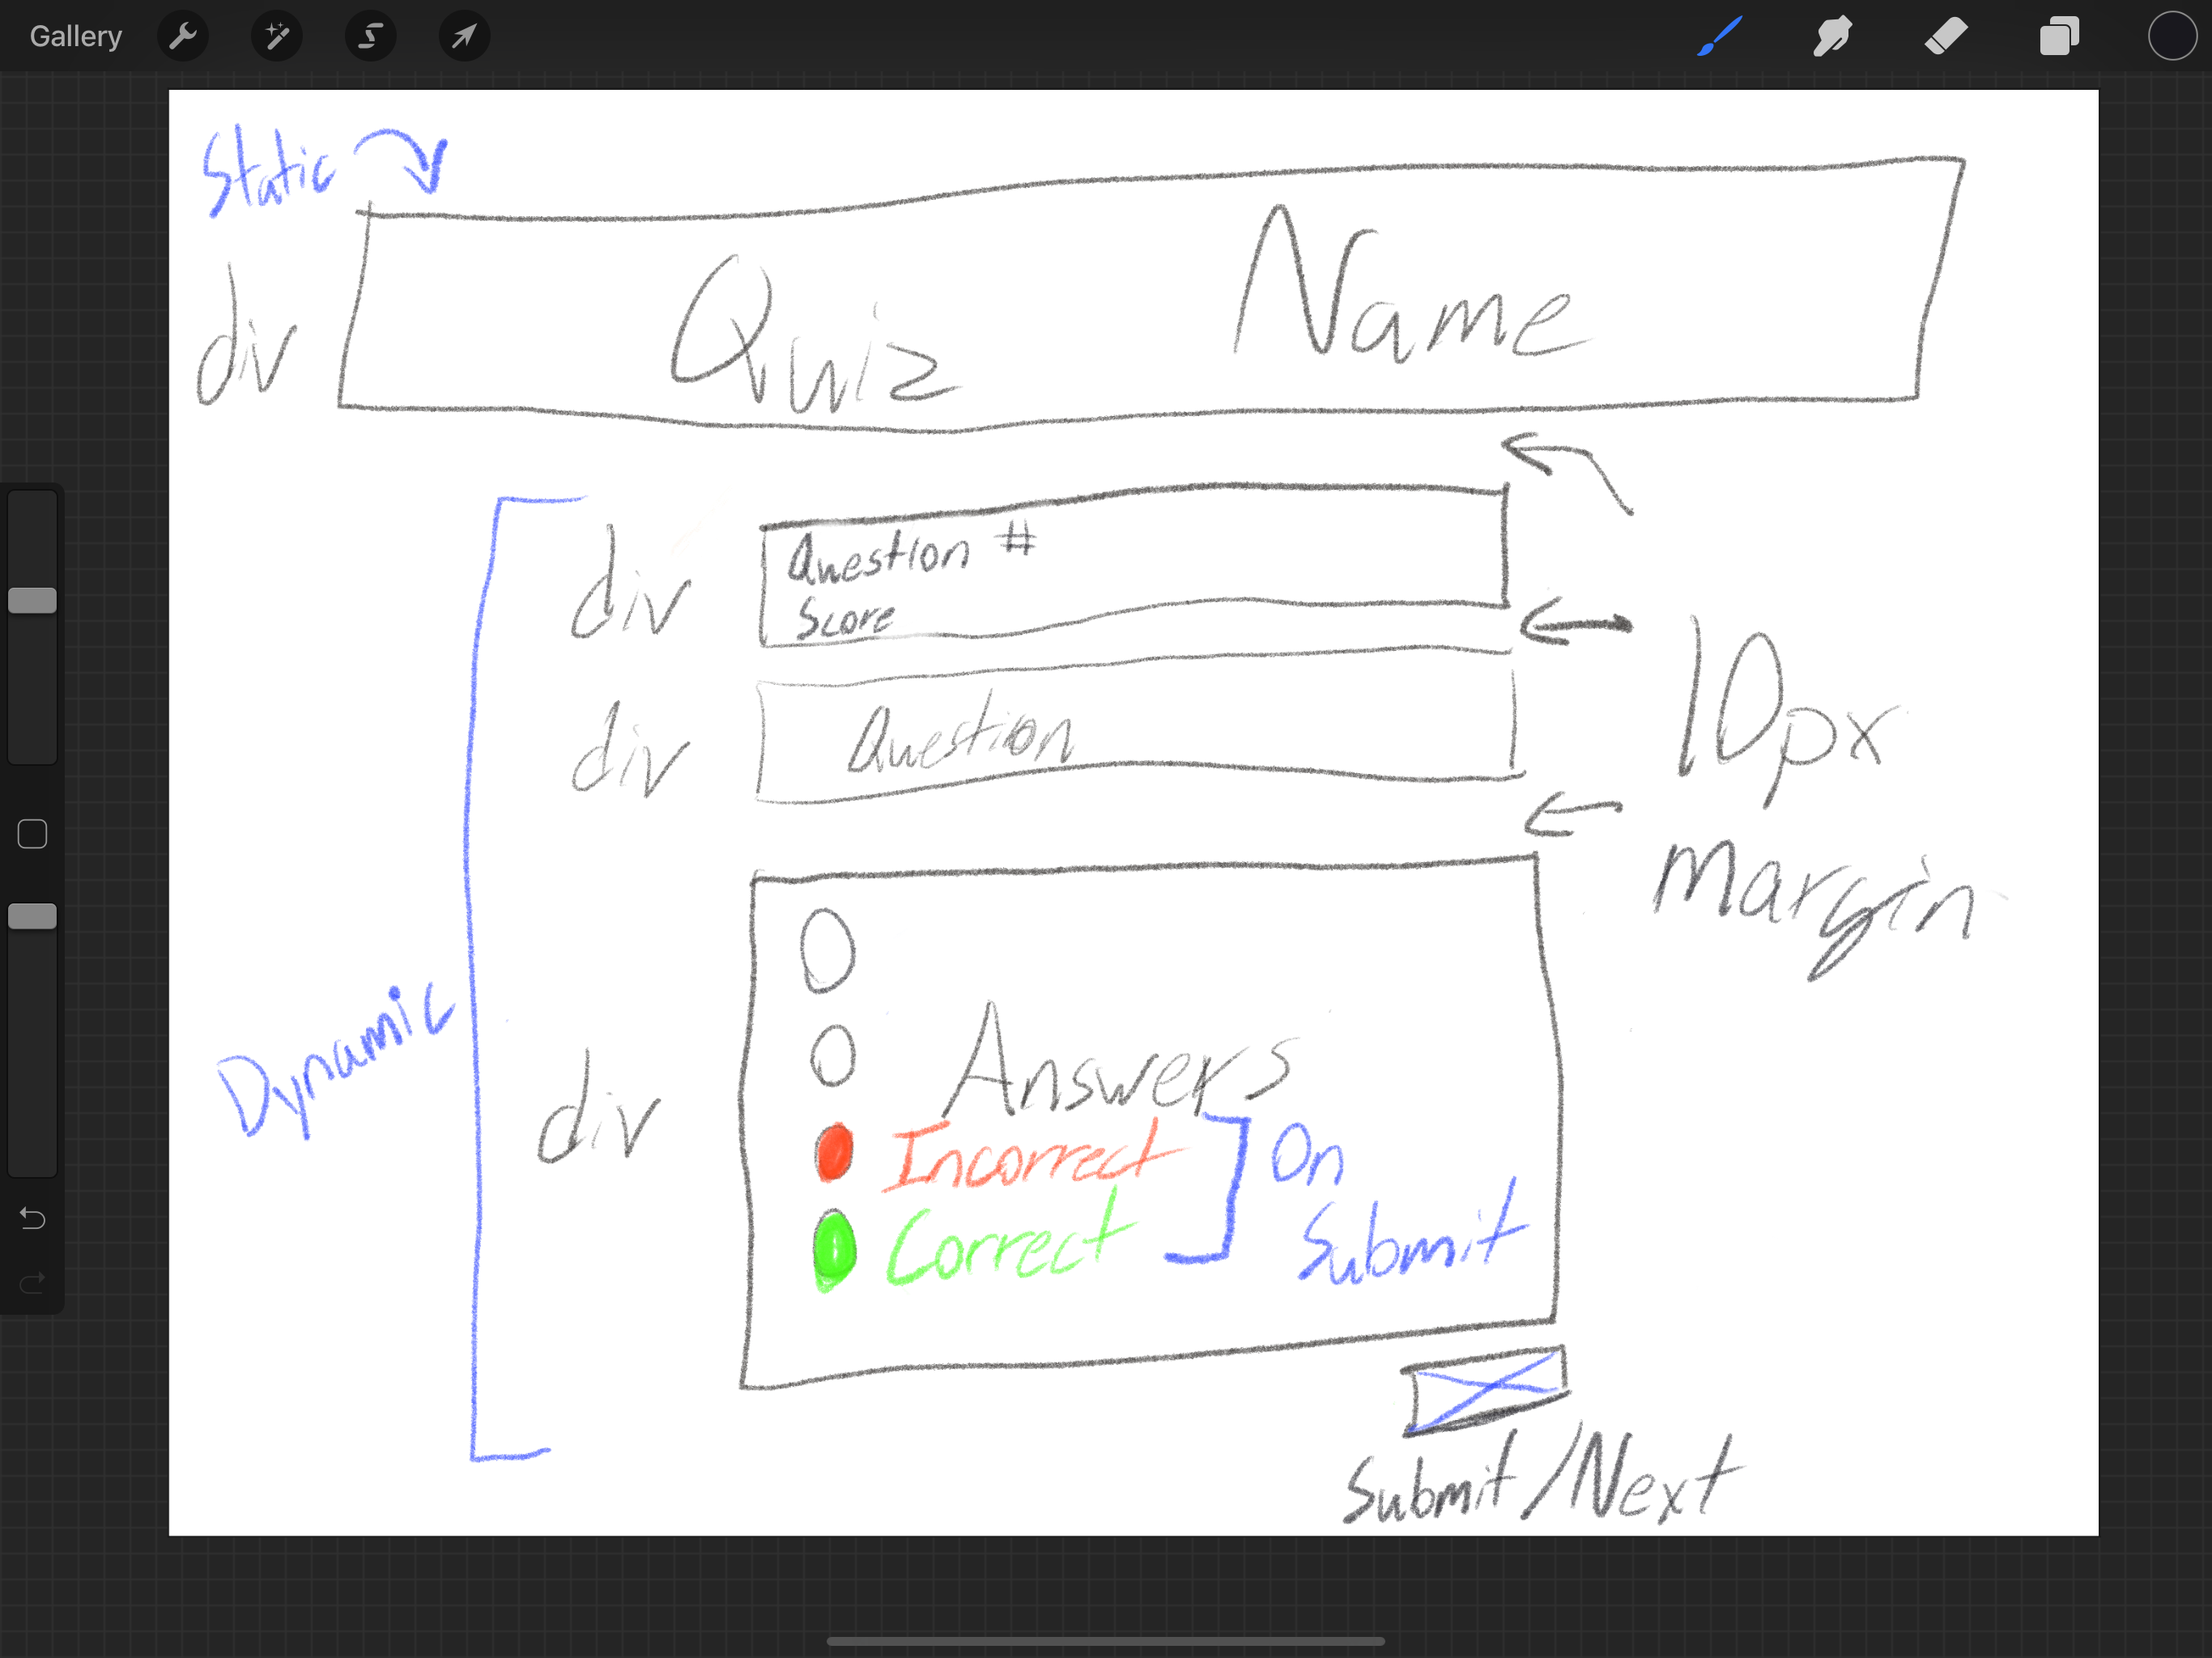 Gallery
Static
div
Quiz Name
div
Question #
Score
div
Question
10px
margin
Dynamic
div
Answers
Incorrect
Correct
On
Submit
Submit/Next